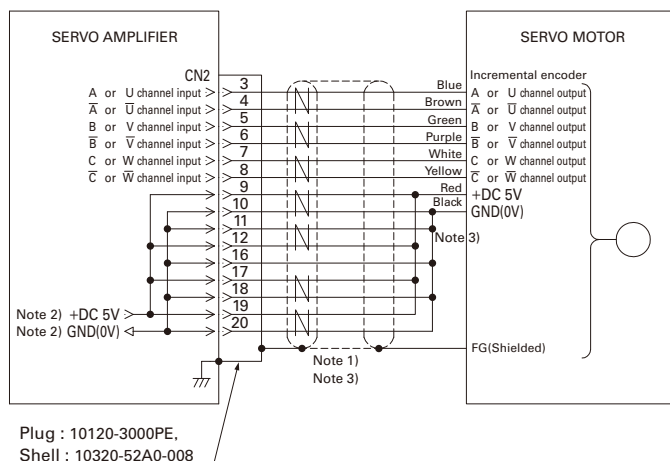 SERVO AMPLIFIER
SERVO MOTOR
CN2
Incremental encoder
A or U channel input 3 Blue A or U channel output
A̅ or U̅ channel input 4 Brown A̅ or U̅ channel output
B or V channel input 5 Green B or V channel output
B̅ or V̅ channel input 6 Purple B̅ or V̅ channel output
C or W channel input 7 White C or W channel output
C̅ or W̅ channel input 8 Yellow C̅ or W̅ channel output
9 Red +DC 5V
10 Black GND(0V)
11
12 Note 3)
16
17
18
Note 2) +DC 5V 19
Note 2) GND(0V) 20
FG(Shielded)
Note 1)
Note 3)
Plug : 10120-3000PE,
Shell : 10320-52A0-008